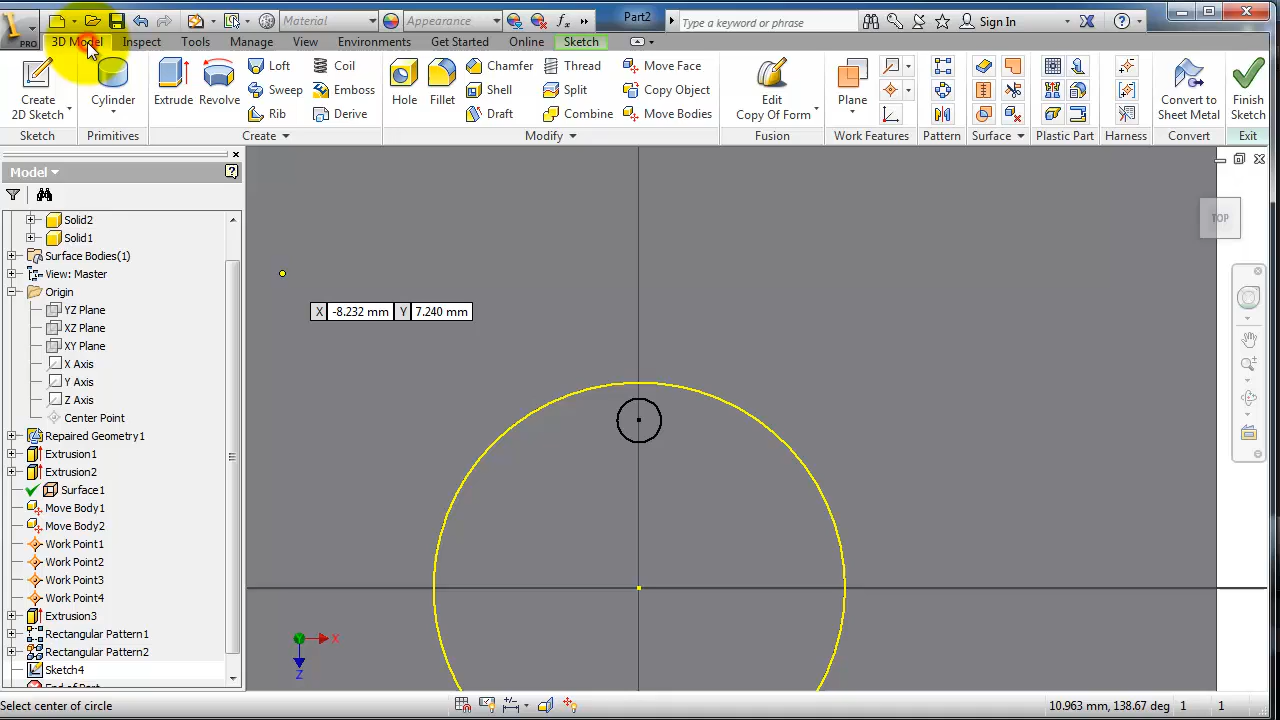 PRO
Material
Appearance
fx
Part2
Type a keyword or phrase
Sign In
3D Model Inspect Tools Manage View Environments Get Started Online Sketch
Create 2D Sketch
Cylinder
Extrude
Revolve
Loft
Sweep
Rib
Coil
Emboss
Derive
Hole
Fillet
Chamfer
Shell
Draft
Thread
Split
Combine
Move Face
Copy Object
Move Bodies
Edit Copy Of Form
Plane
Convert to Sheet Metal
Finish Sketch
Sketch Primitives Create Modify Fusion Work Features Pattern Surface Plastic Part Harness Convert Exit
Model
Solid2
Solid1
Surface Bodies(1)
View: Master
Origin
YZ Plane
XZ Plane
XY Plane
X Axis
Y Axis
Z Axis
Center Point
Repaired Geometry1
Extrusion1
Extrusion2
Surface1
Move Body1
Move Body2
Work Point1
Work Point2
Work Point3
Work Point4
Extrusion3
Rectangular Pattern1
Rectangular Pattern2
Sketch4
End of Part
TOP
X -8.232 mm Y 7.240 mm
X
Z
Select center of circle
10.963 mm, 138.67 deg 1 1